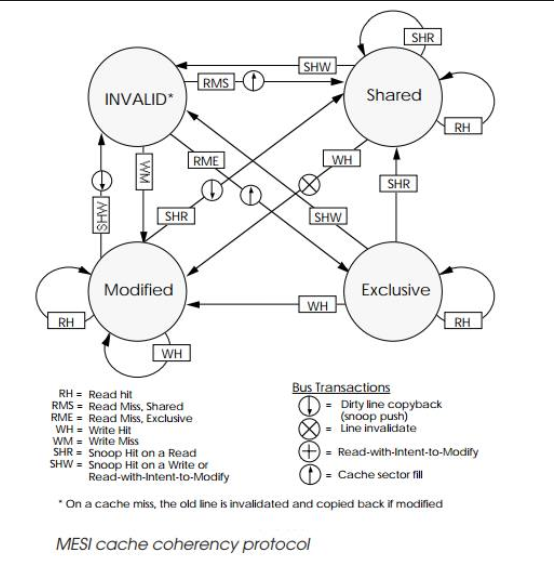 SHR
SHW
RMS
INVALID*
Shared
RH
WM
RME
WH
SHR
SHW
SHR
SHW
Modified
Exclusive
RH
WH
RH
WH
RH = Read hit
RMS = Read Miss, Shared
RME = Read Miss, Exclusive
WH = Write Hit
WM = Write Miss
SHR = Snoop Hit on a Read
SHW = Snoop Hit on a Write or
Read-with-Intent-to-Modify
Bus Transactions
= Dirty line copyback
(snoop push)
= Line invalidate
= Read-with-Intent-to-Modify
= Cache sector fill
* On a cache miss, the old line is invalidated and copied back if modified
MESI cache coherency protocol